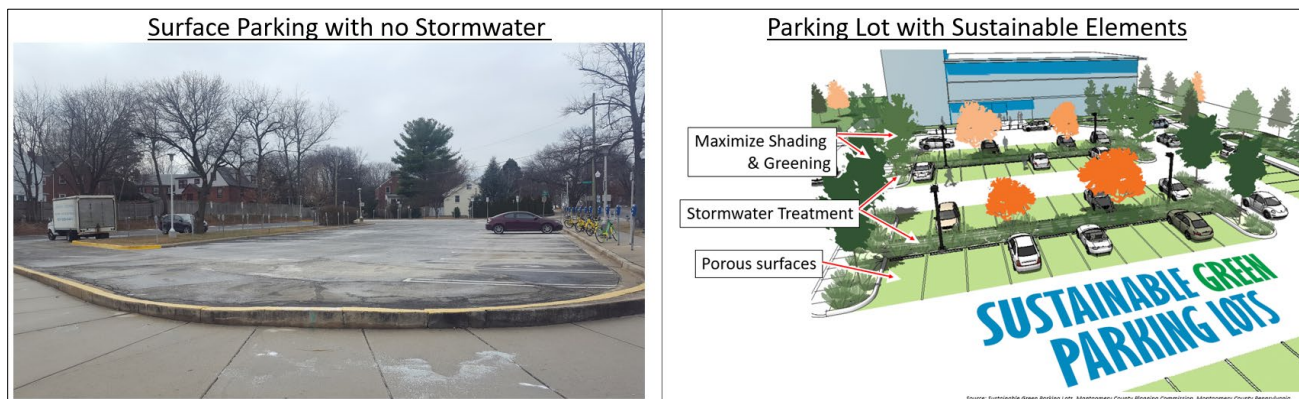 Surface Parking with no Stormwater
Parking Lot with Sustainable Elements
Maximize Shading
& Greening
Stormwater Treatment
Porous surfaces
SUSTAINABLE GREEN
PARKING LOTS
Source: Sustainable Green Parking Lots, Montgomery County Planning Commission, Montgomery County Pennsylvania